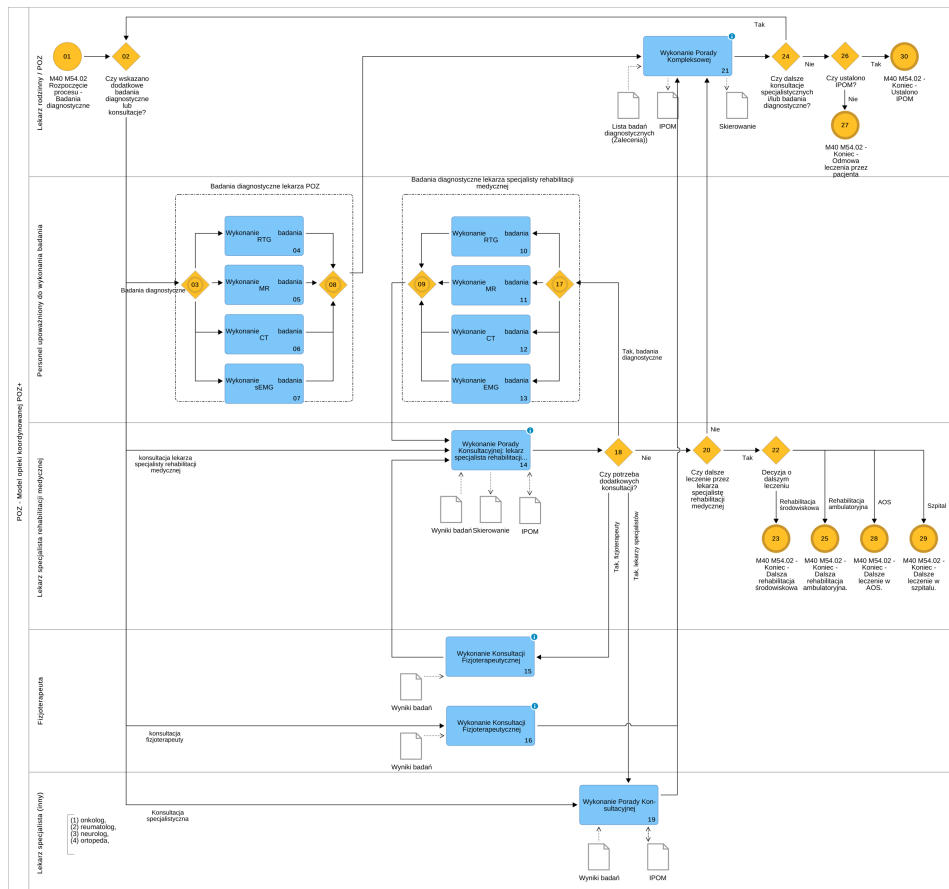 POZ - Model opieki koordynowanej POZ+
Lekarz rodzinny / POZ
01
M40 M54.02
Rozpoczęcie
procesu -
Badania
diagnostyczne
02
Czy wskazano
dodatkowe
badania
diagnostyczne
lub
konsultacje?
Tak
Wykonanie Porady
Kompleksowej
21
Lista badań
diagnostycznych
(Zalecenia))
IPOM
Skierowanie
24
Czy dalsze
konsultacje
specjalistycznych
i/lub badania
diagnostyczne?
Nie
26
Czy ustalono
IPOM?
Tak
Nie
30
M40 M54.02 -
Koniec -
Ustalono
IPOM
27
M40 M54.02 -
Koniec -
Odmowa
leczenia przez
pacjenta
Personel upoważniony do wykonania badania
Badania diagnostyczne lekarza POZ
Badania diagnostyczne
03
Wykonanie badania
RTG
04
Wykonanie badania
MR
05
Wykonanie badania
CT
06
Wykonanie badania
sEMG
07
08
Badania diagnostyczne lekarza specjalisty rehabilitacji
medycznej
09
Wykonanie badania
RTG
10
Wykonanie badania
MR
11
Wykonanie badania
CT
12
Wykonanie badania
EMG
13
17
Tak, badania
diagnostyczne
Lekarz specjalista rehabilitacji medycznej
konsultacja lekarza
specjalisty rehabilitacji
medycznej
Wykonanie Porady
Konsultacyjnej: lekarz
specjalista rehabilitacji...
14
Wyniki badań
Skierowanie
IPOM
18
Czy potrzeba
dodatkowych
konsultacji?
Nie
Tak, fizjoterapeuty
Tak, lekarzy specjalistów
20
Nie
Czy dalsze
leczenie przez
lekarza
specjalistę
rehabilitacji
medycznej
Tak
22
Decyzja o
dalszym
leczeniu
Rehabilitacja
środowiskowa
Rehabilitacja
ambulatoryjna
AOS
Szpital
23
M40 M54.02 -
Koniec -
Dalsza
rehabilitacja
środowiskowa
25
M40 M54.02 -
Koniec -
Dalsza
rehabilitacja
ambulatoryjna.
28
M40 M54.02 -
Koniec -
Dalsze
leczenie w
AOS.
29
M40 M54.02 -
Koniec -
Dalsze
leczenie w
szpitalu.
Fizjoterapeuta
Wykonanie Konsultacji
Fizjoterapeutycznej
15
Wyniki badań
konsultacja
fizjoterapeuty
Wykonanie Konsultacji
Fizjoterapeutycznej
16
Wyniki badań
Lekarz specjalista (inny)
(1) onkolog,
(2) reumatolog,
(3) neurolog,
(4) ortopeda,
Konsultacja
specjalistyczna
Wykonanie Porady Kon-
sultacyjnej
19
Wyniki badań
IPOM